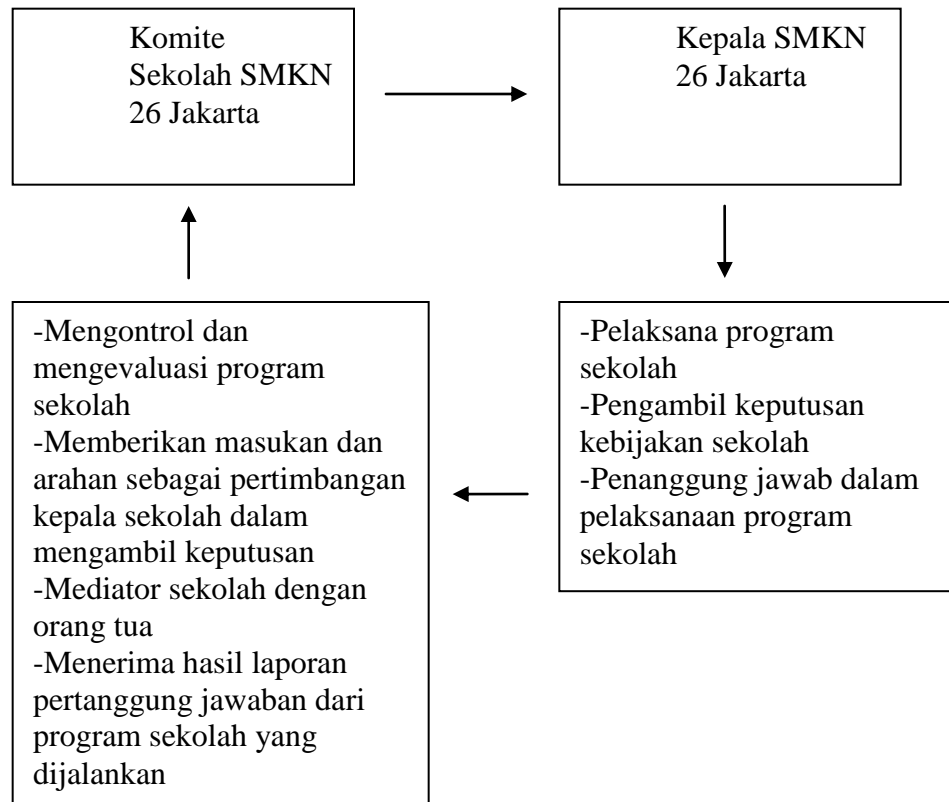 Komite
Sekolah SMKN
26 Jakarta
Kepala SMKN
26 Jakarta
-Mengontrol dan
mengevaluasi program
sekolah
-Memberikan masukan dan
arahan sebagai pertimbangan
kepala sekolah dalam
mengambil keputusan
-Mediator sekolah dengan
orang tua
-Menerima hasil laporan
pertanggung jawaban dari
program sekolah yang
dijalankan
-Pelaksana program
sekolah
-Pengambil keputusan
kebijakan sekolah
-Penanggung jawab dalam
pelaksanaan program
sekolah